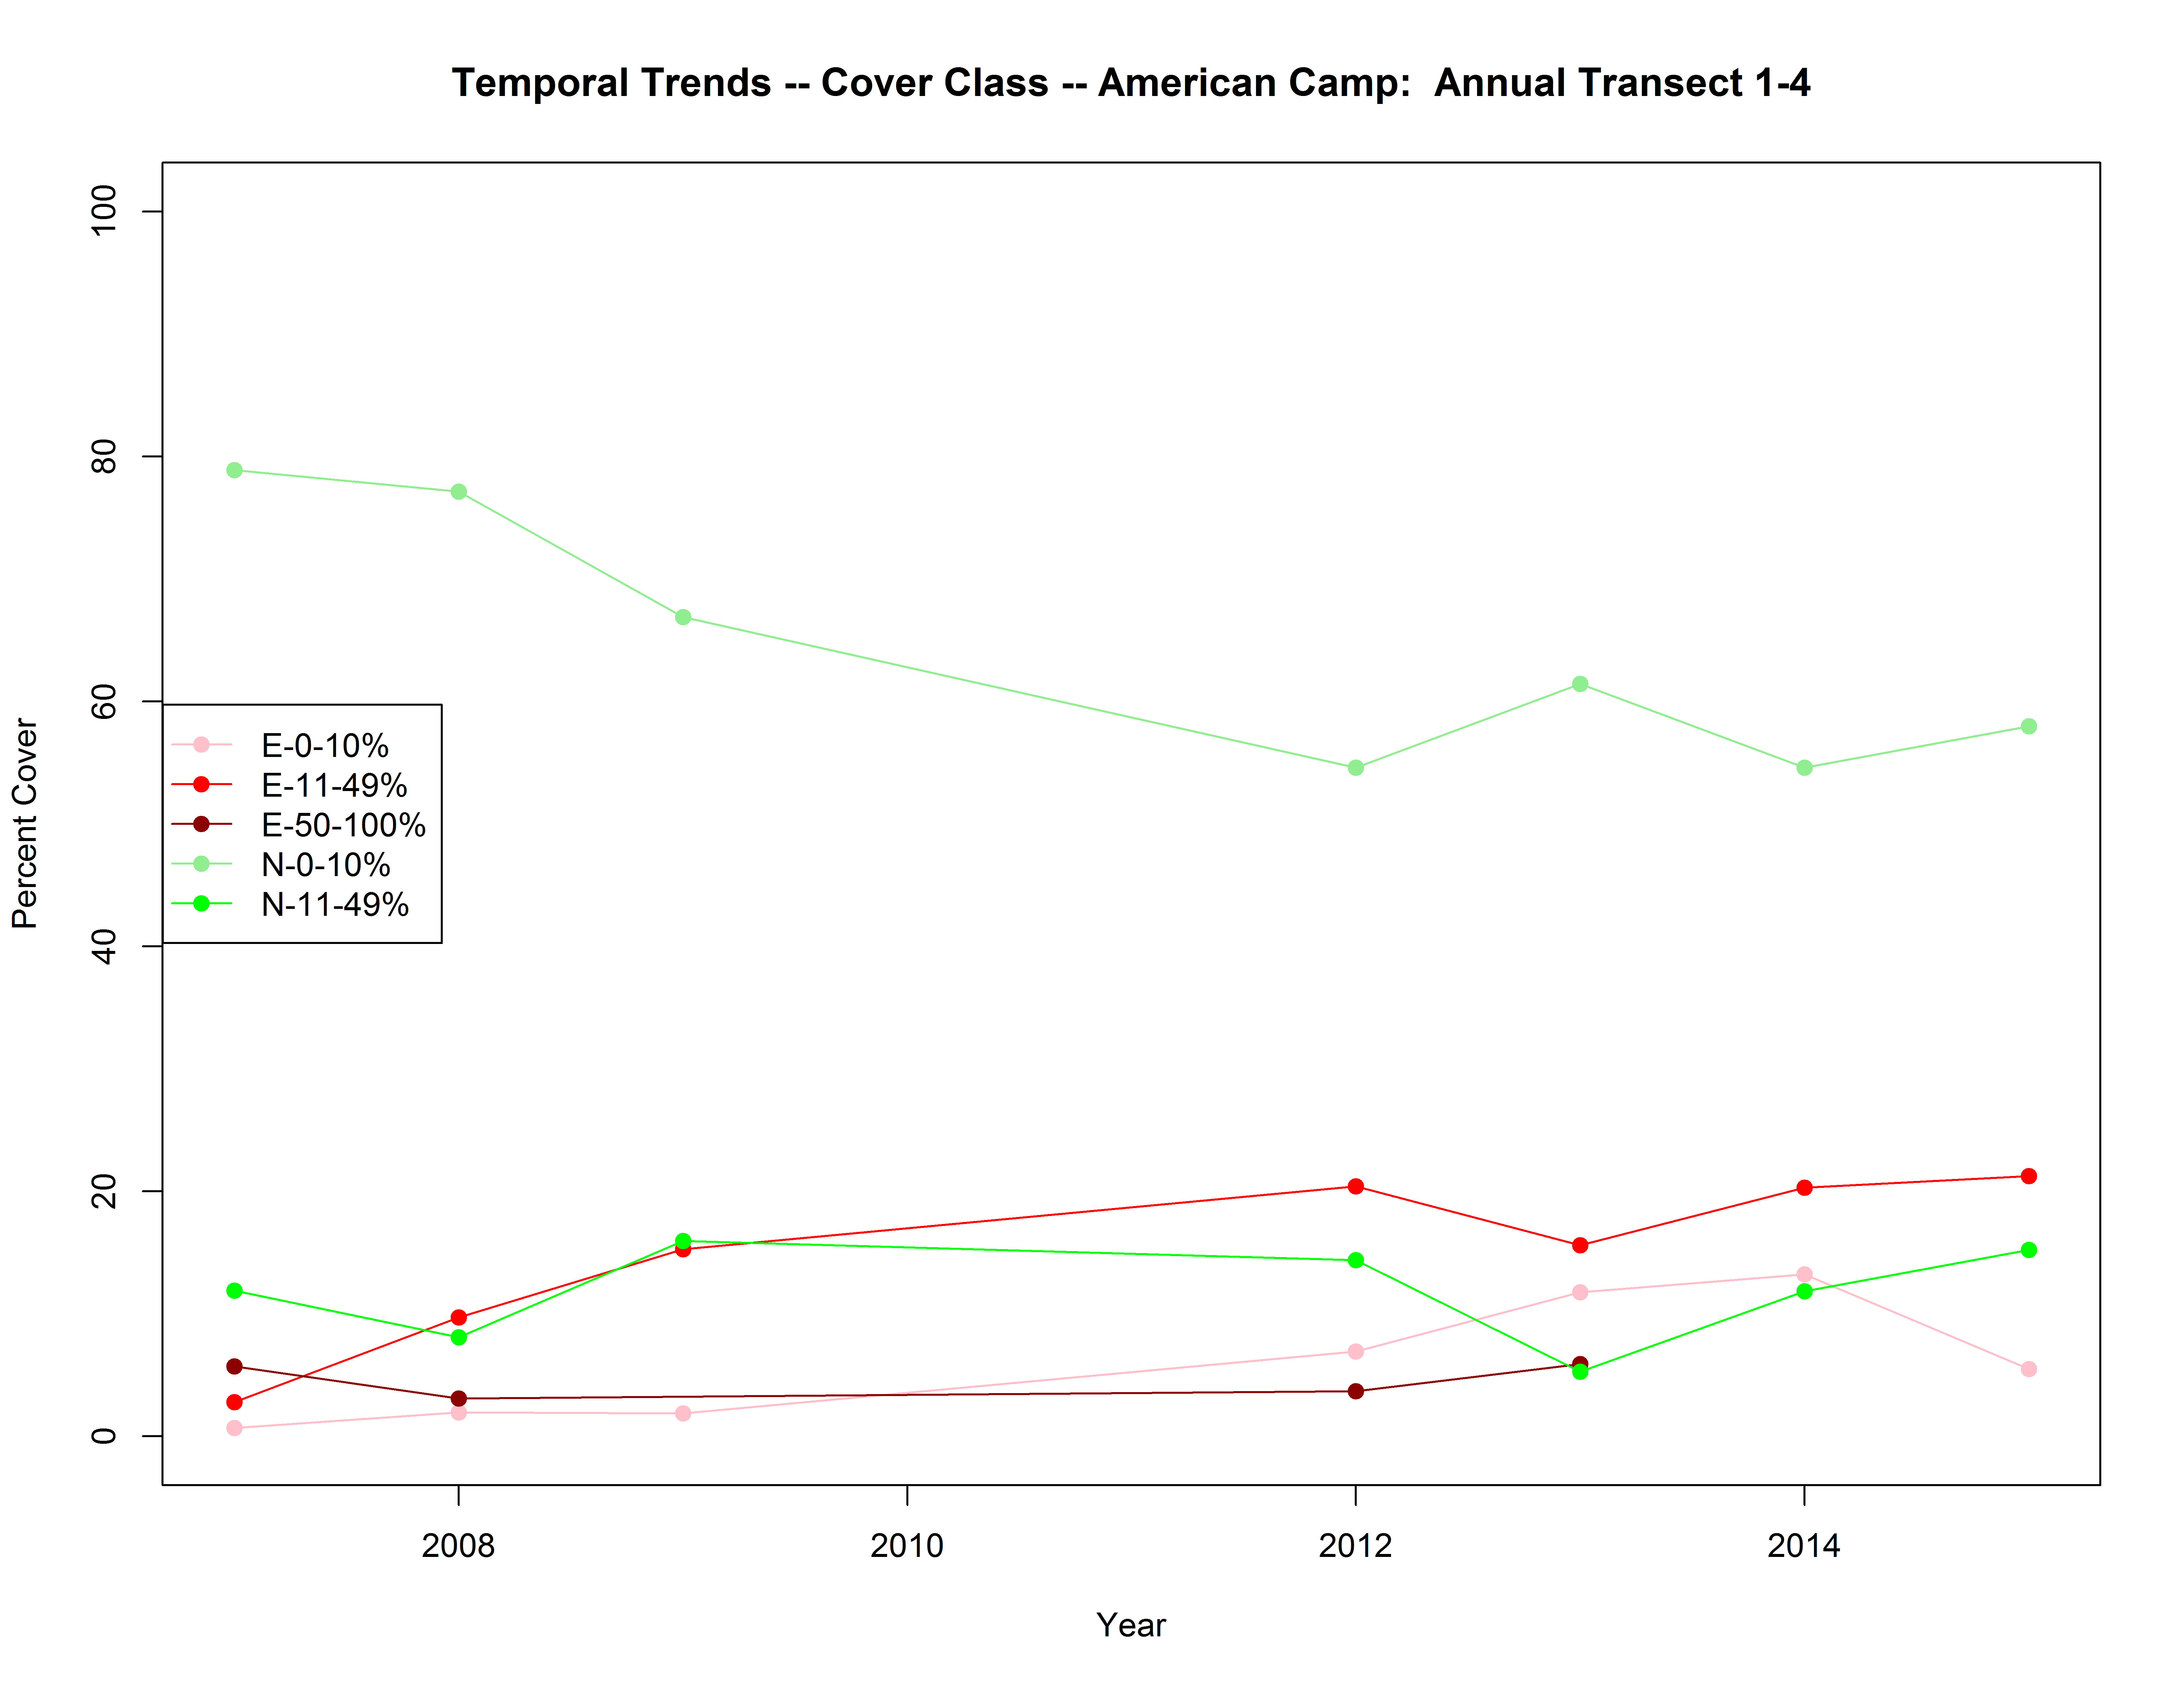 Temporal Trends -- Cover Class -- American Camp:  Annual Transect 1-4
100
80
60
40
20
0
Percent Cover
E-0-10%
E-11-49%
E-50-100%
N-0-10%
N-11-49%
2008
2010
2012
2014
Year